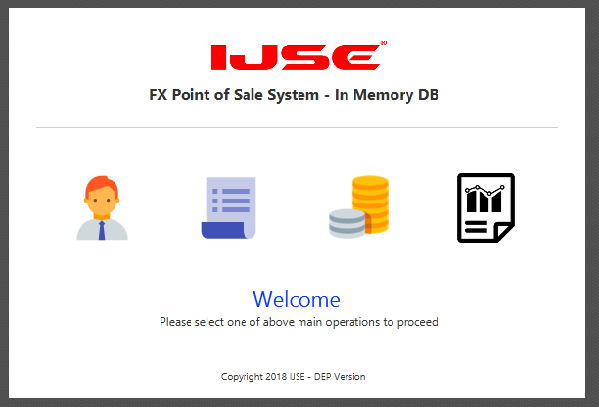 IJSE®
FX Point of Sale System - In Memory DB
Welcome
Please select one of above main operations to proceed
Copyright 2018 IJSE - DEP Version